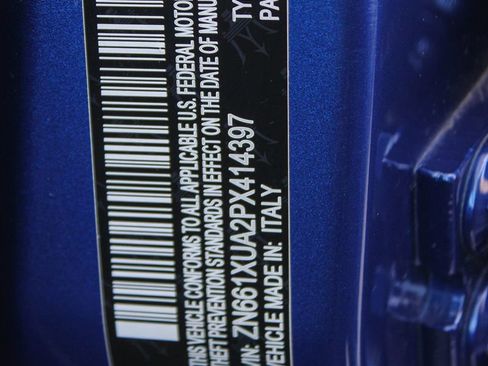 THIS VEHICLE CONFORMS TO ALL APPLICABLE U.S. FEDERAL MOTOR
THEFT PREVENTION STANDARDS IN EFFECT ON THE DATE OF MANU
VIN: ZN661XUA2PX414397 TY
VEHICLE MADE IN: ITALY PA